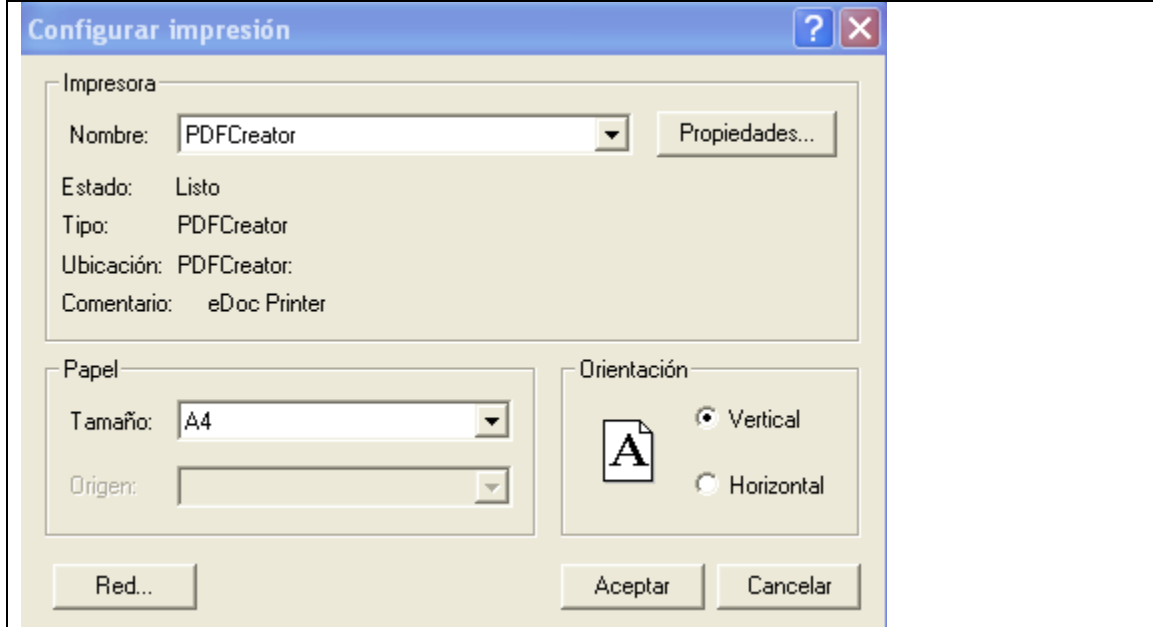 Configurar impresión
Impresora
Nombre: PDFCreator Propiedades...
Estado: Listo
Tipo: PDFCreator
Ubicación: PDFCreator:
Comentario: eDoc Printer
Papel
Tamaño: A4
Origen:
Orientación
A
Vertical
Horizontal
Red... Aceptar Cancelar